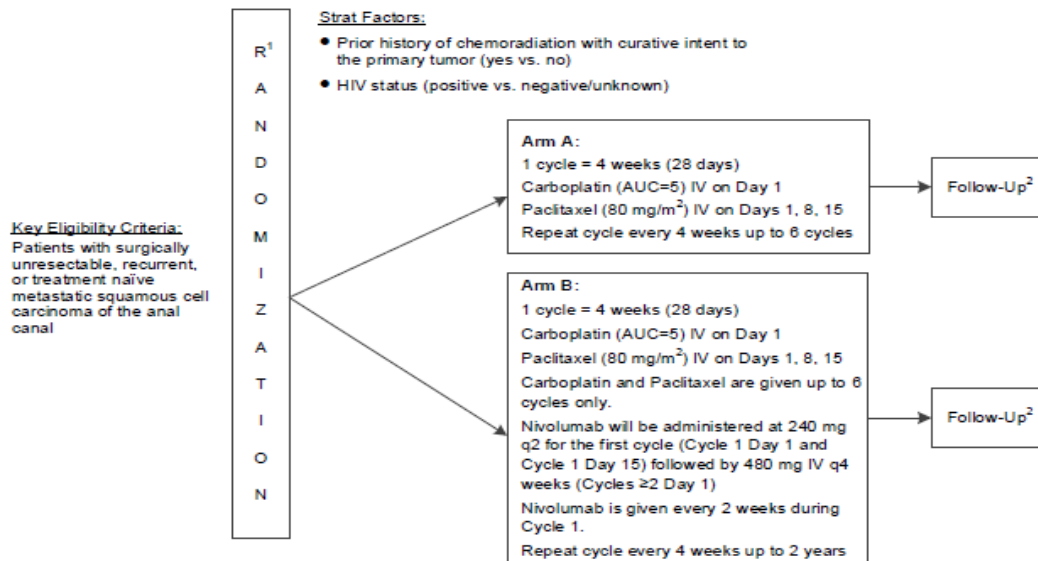 Strat Factors:
• Prior history of chemoradiation with curative intent to
the primary tumor (yes vs. no)
• HIV status (positive vs. negative/unknown)
R¹
A
N
D
O
M
I
Z
A
T
I
O
N
Key Eligibility Criteria:
Patients with surgically
unresectable, recurrent,
or treatment naïve
metastatic squamous cell
carcinoma of the anal
canal
Arm A:
1 cycle = 4 weeks (28 days)
Carboplatin (AUC=5) IV on Day 1
Paclitaxel (80 mg/m²) IV on Days 1, 8, 15
Repeat cycle every 4 weeks up to 6 cycles
Follow-Up²
Arm B:
1 cycle = 4 weeks (28 days)
Carboplatin (AUC=5) IV on Day 1
Paclitaxel (80 mg/m²) IV on Days 1, 8, 15
Carboplatin and Paclitaxel are given up to 6
cycles only.
Nivolumab will be administered at 240 mg
q2 for the first cycle (Cycle 1 Day 1 and
Cycle 1 Day 15) followed by 480 mg IV q4
weeks (Cycles ≥2 Day 1)
Nivolumab is given every 2 weeks during
Cycle 1.
Repeat cycle every 4 weeks up to 2 years
Follow-Up²